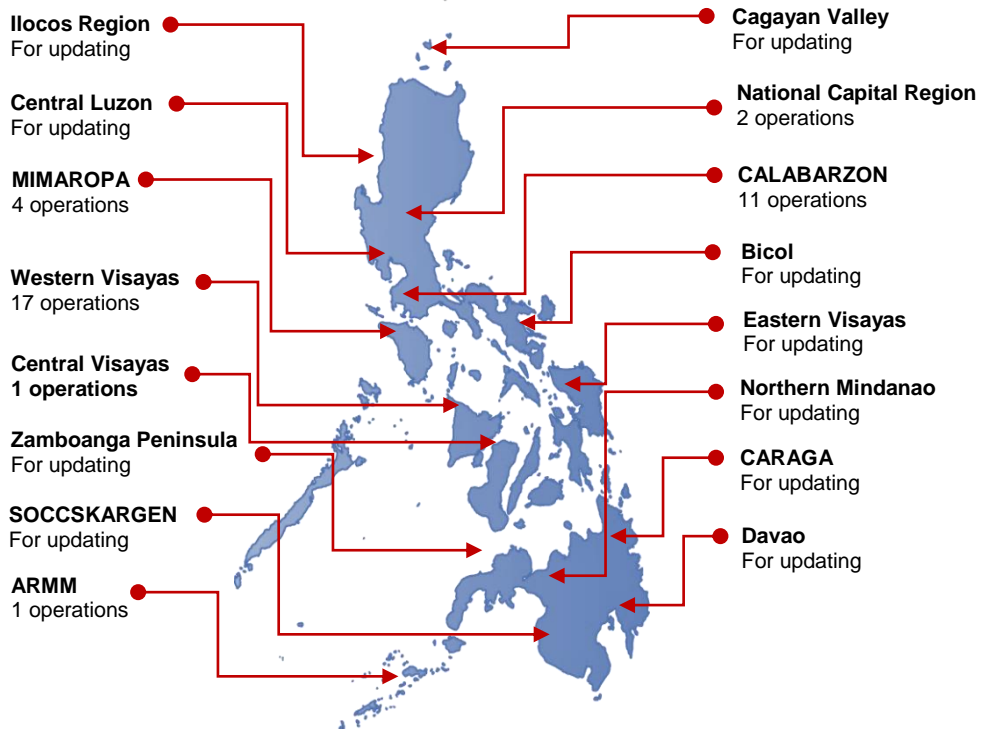 Ilocos Region
For updating
Central Luzon
For updating
MIMAROPA
4 operations
Western Visayas
17 operations
Central Visayas
1 operations
Zamboanga Peninsula
For updating
SOCCSKARGEN
For updating
ARMM
1 operations
Cagayan Valley
For updating
National Capital Region
2 operations
CALABARZON
11 operations
Bicol
For updating
Eastern Visayas
For updating
Northern Mindanao
For updating
CARAGA
For updating
Davao
For updating